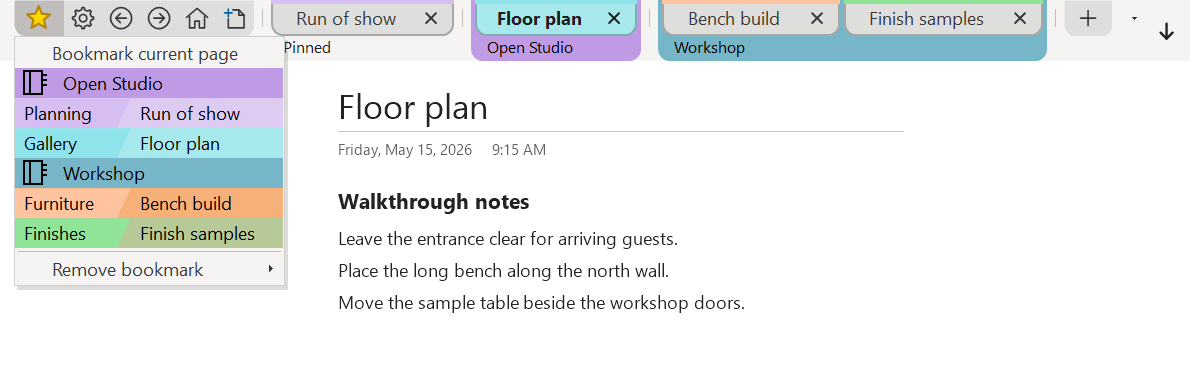 Run of show
Floor plan
Bench build
Finish samples
Pinned
Open Studio
Workshop
Bookmark current page
Open Studio
Planning Run of show
Gallery Floor plan
Workshop
Furniture Bench build
Finishes Finish samples
Remove bookmark
Floor plan
Friday, May 15, 2026 9:15 AM
Walkthrough notes
Leave the entrance clear for arriving guests.
Place the long bench along the north wall.
Move the sample table beside the workshop doors.